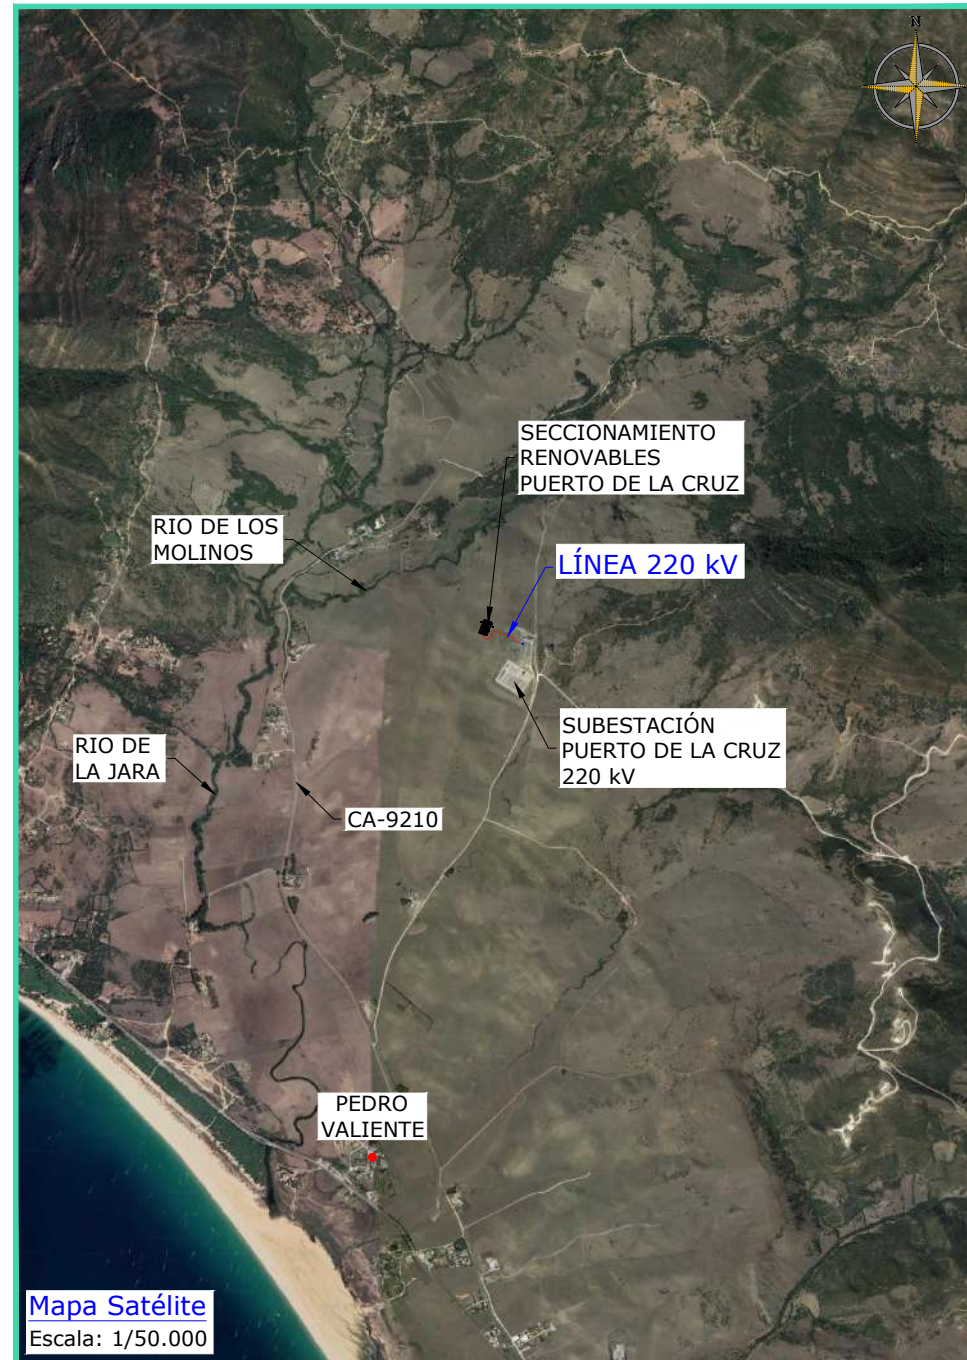 N
SECCIONAMIENTO
RENOVABLES
PUERTO DE LA CRUZ
RIO DE LOS
MOLINOS
LÍNEA 220 kV
SUBESTACIÓN
PUERTO DE LA CRUZ
220 kV
RIO DE
LA JARA
CA-9210
PEDRO
VALIENTE
Mapa Satélite
Escala: 1/50.000